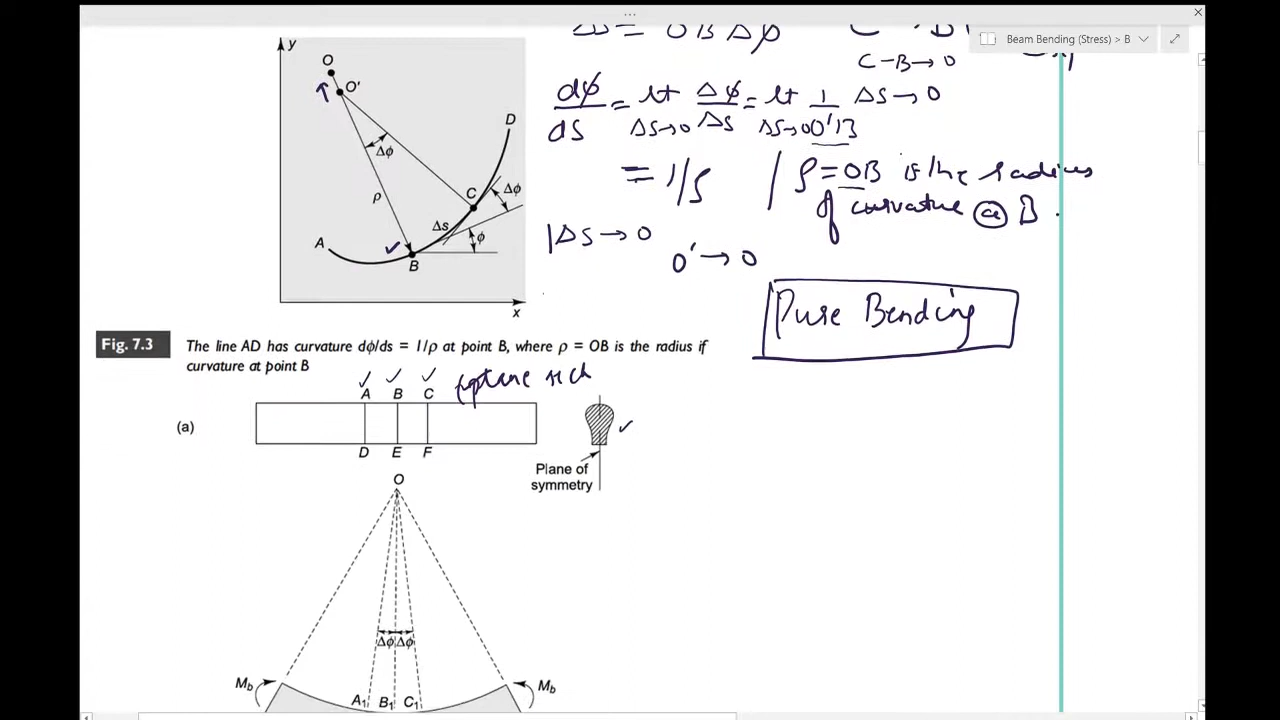 Beam Bending (Stress) > B
Δs = OB Δφ
C → B
C-B→0
dφ/ds = lt Δs→0 Δφ/Δs = lt Δs→0 1/O'B Δs→0
= 1/ρ | ρ = OB is the radius
of curvature @ B.
|Δs→0
O'→O
Pure Bending
y
O
O'
Δφ
D
ρ
C
Δφ
Δs
φ
A
B
x
Fig. 7.3 The line AD has curvature dφ/ds = 1/ρ at point B, where ρ = OB is the radius if
curvature at point B
plane
A B C
(a)
D E F
Plane of
symmetry
O
Δφ Δφ
Mb Mb
A1 B1 C1